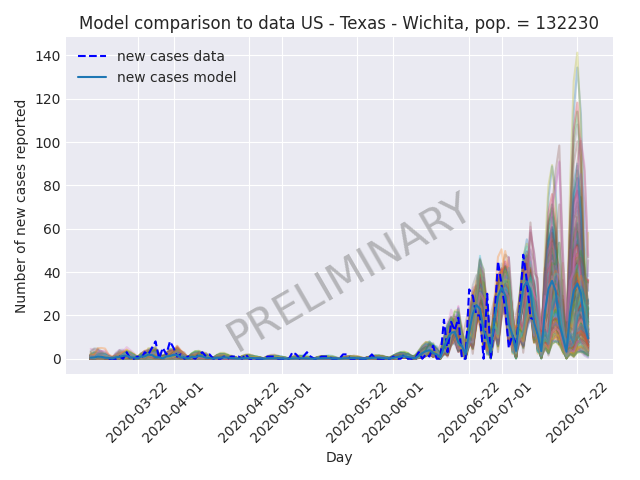 Model comparison to data US - Texas - Wichita, pop. = 132230
new cases data
new cases model
PRELIMINARY
Number of new cases reported
140
120
100
80
60
40
20
0
2020-03-22
2020-04-01
2020-04-22
2020-05-01
2020-05-22
2020-06-01
2020-06-22
2020-07-01
2020-07-22
Day